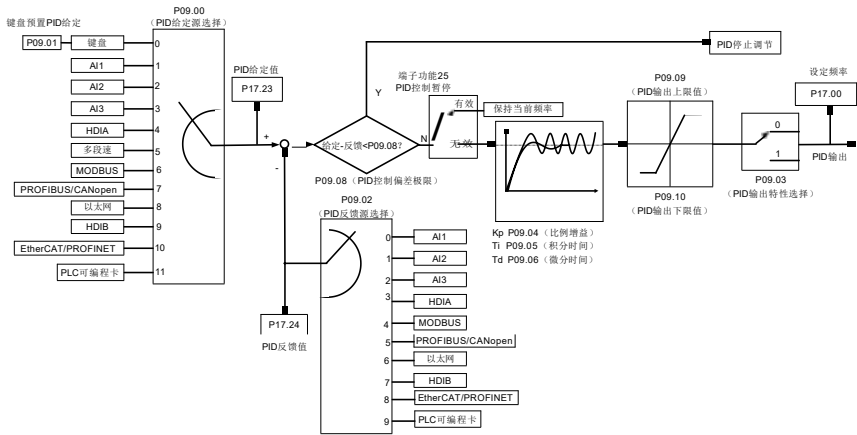 键盘预置PID给定
P09.00
（PID给定源选择）
P09.01
键盘
0
AI1
1
AI2
2
AI3
3
HDIA
4
多段速
5
MODBUS
6
PROFIBUS/CANopen
7
以太网
8
HDIB
9
EtherCAT/PROFINET
10
PLC可编程卡
11
PID给定值
P17.23
+
-
Y
给定-反馈<P09.08?
N
P09.08（PID控制偏差极限）
PID停止调节
端子功能25
PID控制暂停
有效
无效
保持当前频率
Kp P09.04（比例增益）
Ti P09.05（积分时间）
Td P09.06（微分时间）
P09.09
（PID输出上限值）
P09.10
（PID输出下限值）
0
1
P09.03
（PID输出特性选择）
设定频率
P17.00
PID输出
P09.02
（PID反馈源选择）
0
AI1
1
AI2
2
AI3
3
HDIA
4
MODBUS
5
PROFIBUS/CANopen
6
以太网
7
HDIB
8
EtherCAT/PROFINET
9
PLC可编程卡
P17.24
PID反馈值